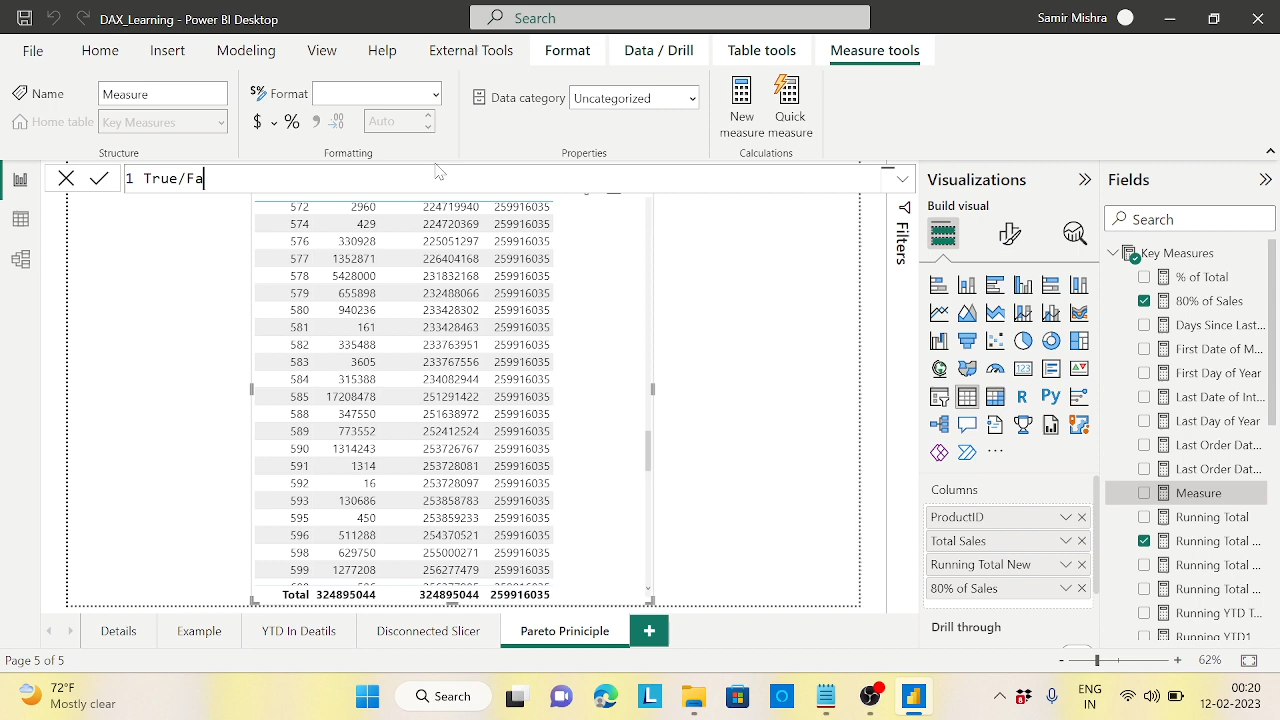 DAX_Learning - Power BI Desktop
Search
Samir Mishra
File Home Insert Modeling View Help External Tools Format Data / Drill Table tools Measure tools
Name Measure
Format
Data category Uncategorized
New measure
Quick measure
Home table Key Measures
$ % Auto
Structure Formatting Properties Calculations
1 True/Fa
572 2960 224719940 259916035
574 429 224720369 259916035
576 330928 225051297 259916035
577 1352871 226404168 259916035
578 5428000 231832168 259916035
579 655898 232488066 259916035
580 940236 233428302 259916035
581 161 233428463 259916035
582 335488 233763951 259916035
583 3605 233767556 259916035
584 315388 234082944 259916035
585 17208478 251291422 259916035
588 347550 251638972 259916035
589 773552 252412524 259916035
590 1314243 253726767 259916035
591 1314 253728081 259916035
592 16 253728097 259916035
593 130686 253858783 259916035
595 450 253859233 259916035
596 511288 254370521 259916035
598 629750 255000271 259916035
599 1277208 256277479 259916035
Total 324895044 324895044 259916035
Filters
Visualizations
Build visual
R Py
Columns
ProductID
Total Sales
Running Total New
80% of Sales
Drill through
Fields
Search
Key Measures
% of Total
80% of Sales
Days Since Last...
First Date of M...
First Day of Year
Last Date of Int...
Last Day of Year
Last Order Dat...
Last Order Dat...
Measure
Running Total
Running Total ...
Running Total ...
Running Total ...
Running YTD T...
Running YTD1
Details Example YTD In Deatils Disconnected Slicer Pareto Priniciple +
Page 5 of 5
- + 62%
72°F
Mostly clear
Search
ENG
IN
00:20
12-02-2023